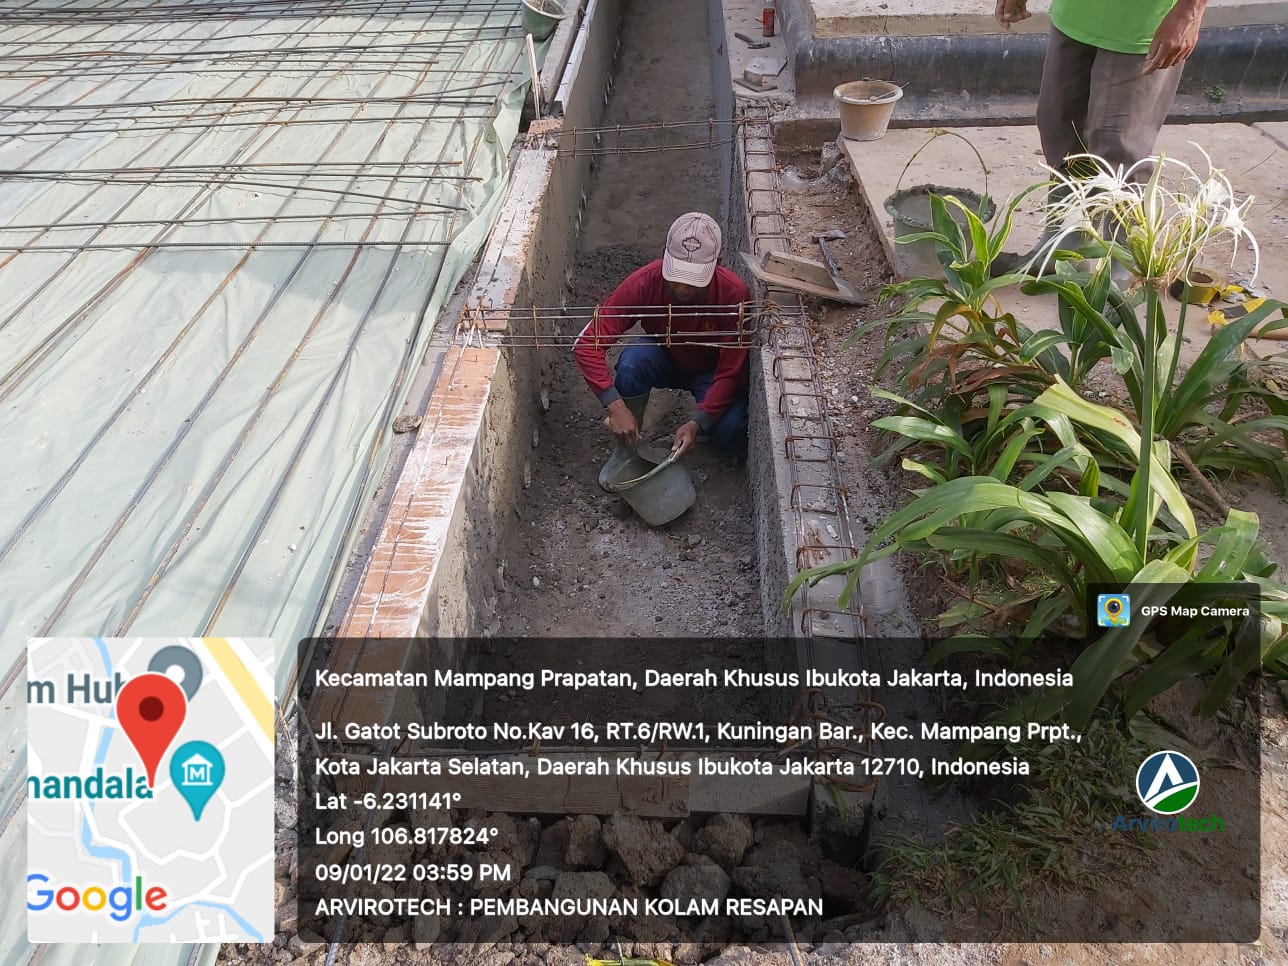 GPS Map Camera
Kecamatan Mampang Prapatan, Daerah Khusus Ibukota Jakarta, Indonesia
Jl. Gatot Subroto No.Kav 16, RT.6/RW.1, Kuningan Bar., Kec. Mampang Prpt.,
Kota Jakarta Selatan, Daerah Khusus Ibukota Jakarta 12710, Indonesia
Lat -6.231141°
Long 106.817824°
09/01/22 03:59 PM
ARVIROTECH : PEMBANGUNAN KOLAM RESAPAN
m Hub
mandala
Google
Arvirotech